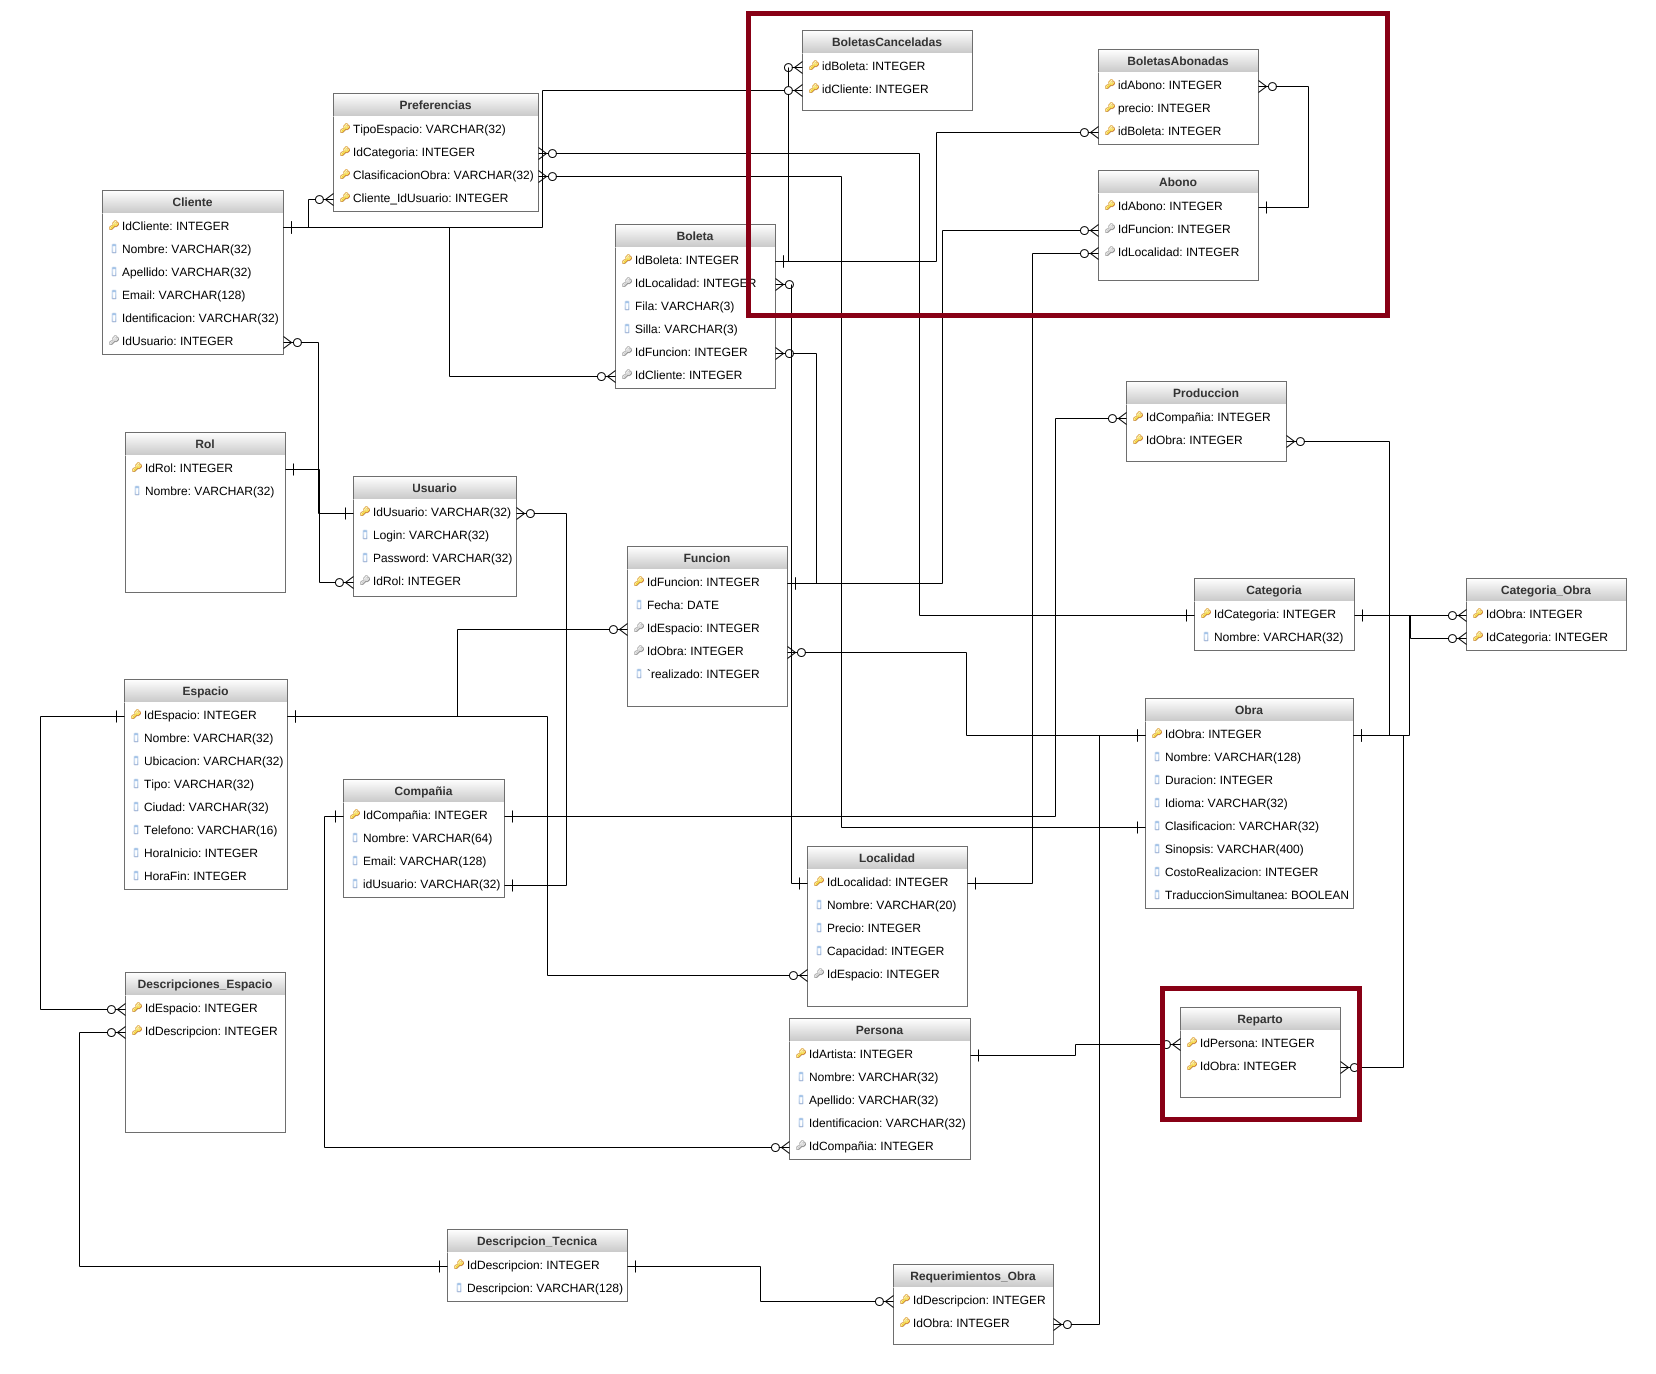 BoletasCanceladas
idBoleta: INTEGER
idCliente: INTEGER
BoletasAbonadas
idAbono: INTEGER
precio: INTEGER
idBoleta: INTEGER
Preferencias
TipoEspacio: VARCHAR(32)
IdCategoria: INTEGER
ClasificacionObra: VARCHAR(32)
Cliente_IdUsuario: INTEGER
Abono
IdAbono: INTEGER
IdFuncion: INTEGER
IdLocalidad: INTEGER
Cliente
IdCliente: INTEGER
Nombre: VARCHAR(32)
Apellido: VARCHAR(32)
Email: VARCHAR(128)
Identificacion: VARCHAR(32)
IdUsuario: INTEGER
Boleta
IdBoleta: INTEGER
IdLocalidad: INTEGER
Fila: VARCHAR(3)
Silla: VARCHAR(3)
IdFuncion: INTEGER
IdCliente: INTEGER
Produccion
IdCompañia: INTEGER
IdObra: INTEGER
Rol
IdRol: INTEGER
Nombre: VARCHAR(32)
Usuario
IdUsuario: VARCHAR(32)
Login: VARCHAR(32)
Password: VARCHAR(32)
IdRol: INTEGER
Funcion
IdFuncion: INTEGER
Fecha: DATE
IdEspacio: INTEGER
IdObra: INTEGER
`realizado: INTEGER
Categoria
IdCategoria: INTEGER
Nombre: VARCHAR(32)
Categoria_Obra
IdObra: INTEGER
IdCategoria: INTEGER
Espacio
IdEspacio: INTEGER
Nombre: VARCHAR(32)
Ubicacion: VARCHAR(32)
Tipo: VARCHAR(32)
Ciudad: VARCHAR(32)
Telefono: VARCHAR(16)
HoraInicio: INTEGER
HoraFin: INTEGER
Obra
IdObra: INTEGER
Nombre: VARCHAR(128)
Duracion: INTEGER
Idioma: VARCHAR(32)
Clasificacion: VARCHAR(32)
Sinopsis: VARCHAR(400)
CostoRealizacion: INTEGER
TraduccionSimultanea: BOOLEAN
Compañia
IdCompañia: INTEGER
Nombre: VARCHAR(64)
Email: VARCHAR(128)
idUsuario: VARCHAR(32)
Localidad
IdLocalidad: INTEGER
Nombre: VARCHAR(20)
Precio: INTEGER
Capacidad: INTEGER
IdEspacio: INTEGER
Descripciones_Espacio
IdEspacio: INTEGER
IdDescripcion: INTEGER
Persona
IdArtista: INTEGER
Nombre: VARCHAR(32)
Apellido: VARCHAR(32)
Identificacion: VARCHAR(32)
IdCompañia: INTEGER
Reparto
IdPersona: INTEGER
IdObra: INTEGER
Descripcion_Tecnica
IdDescripcion: INTEGER
Descripcion: VARCHAR(128)
Requerimientos_Obra
IdDescripcion: INTEGER
IdObra: INTEGER